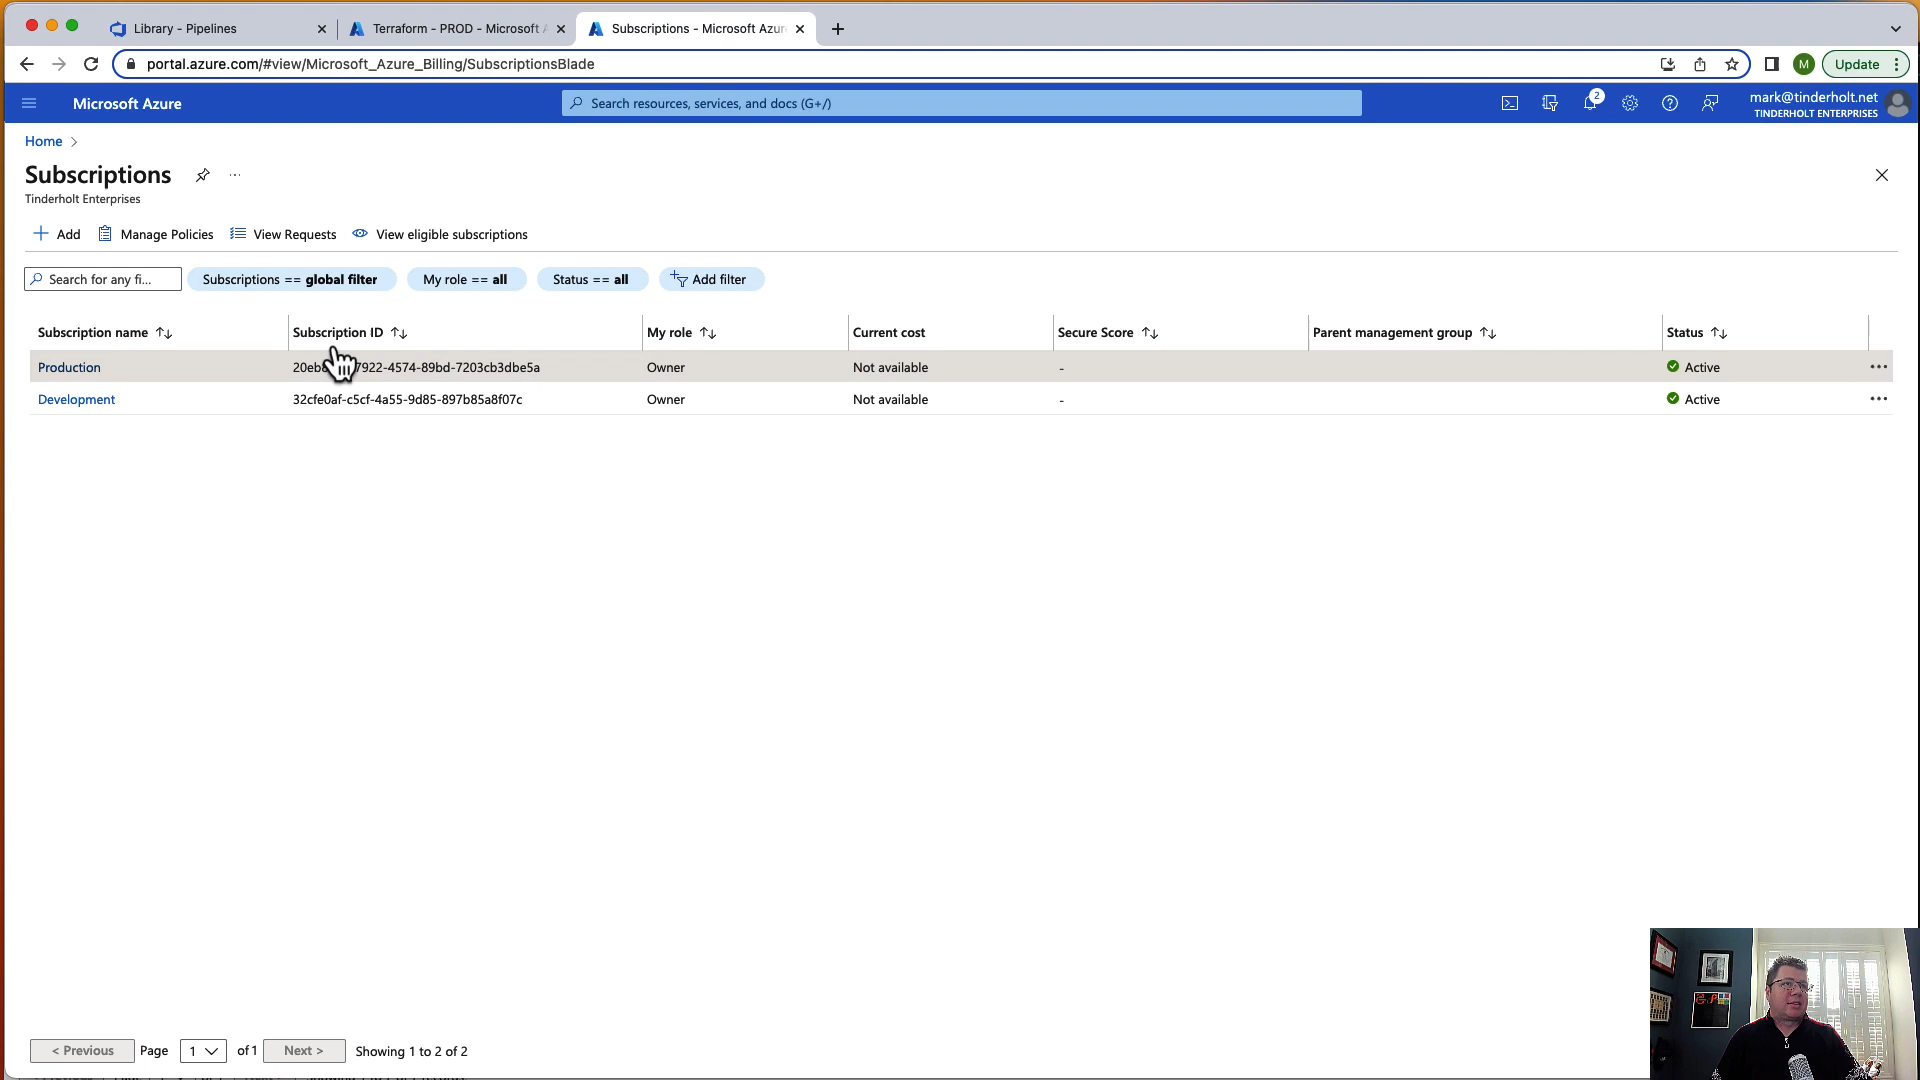 Library - Pipelines
Terraform - PROD - Microsoft A
Subscriptions - Microsoft Azur
portal.azure.com/#view/Microsoft_Azure_Billing/SubscriptionsBlade
M
Update
Microsoft Azure
Search resources, services, and docs (G+/)
2
mark@tinderholt.net
TINDERHOLT ENTERPRISES
Home
Subscriptions
Tinderholt Enterprises
Add
Manage Policies
View Requests
View eligible subscriptions
Search for any fi...
Subscriptions == global filter
My role == all
Status == all
Add filter
Subscription name
Subscription ID
My role
Current cost
Secure Score
Parent management group
Status
Production
20eb 7922-4574-89bd-7203cb3dbe5a
Owner
Not available
-
Active
Development
32cfe0af-c5cf-4a55-9d85-897b85a8f07c
Owner
Not available
-
Active
< Previous
Page
1
of 1
Next >
Showing 1 to 2 of 2